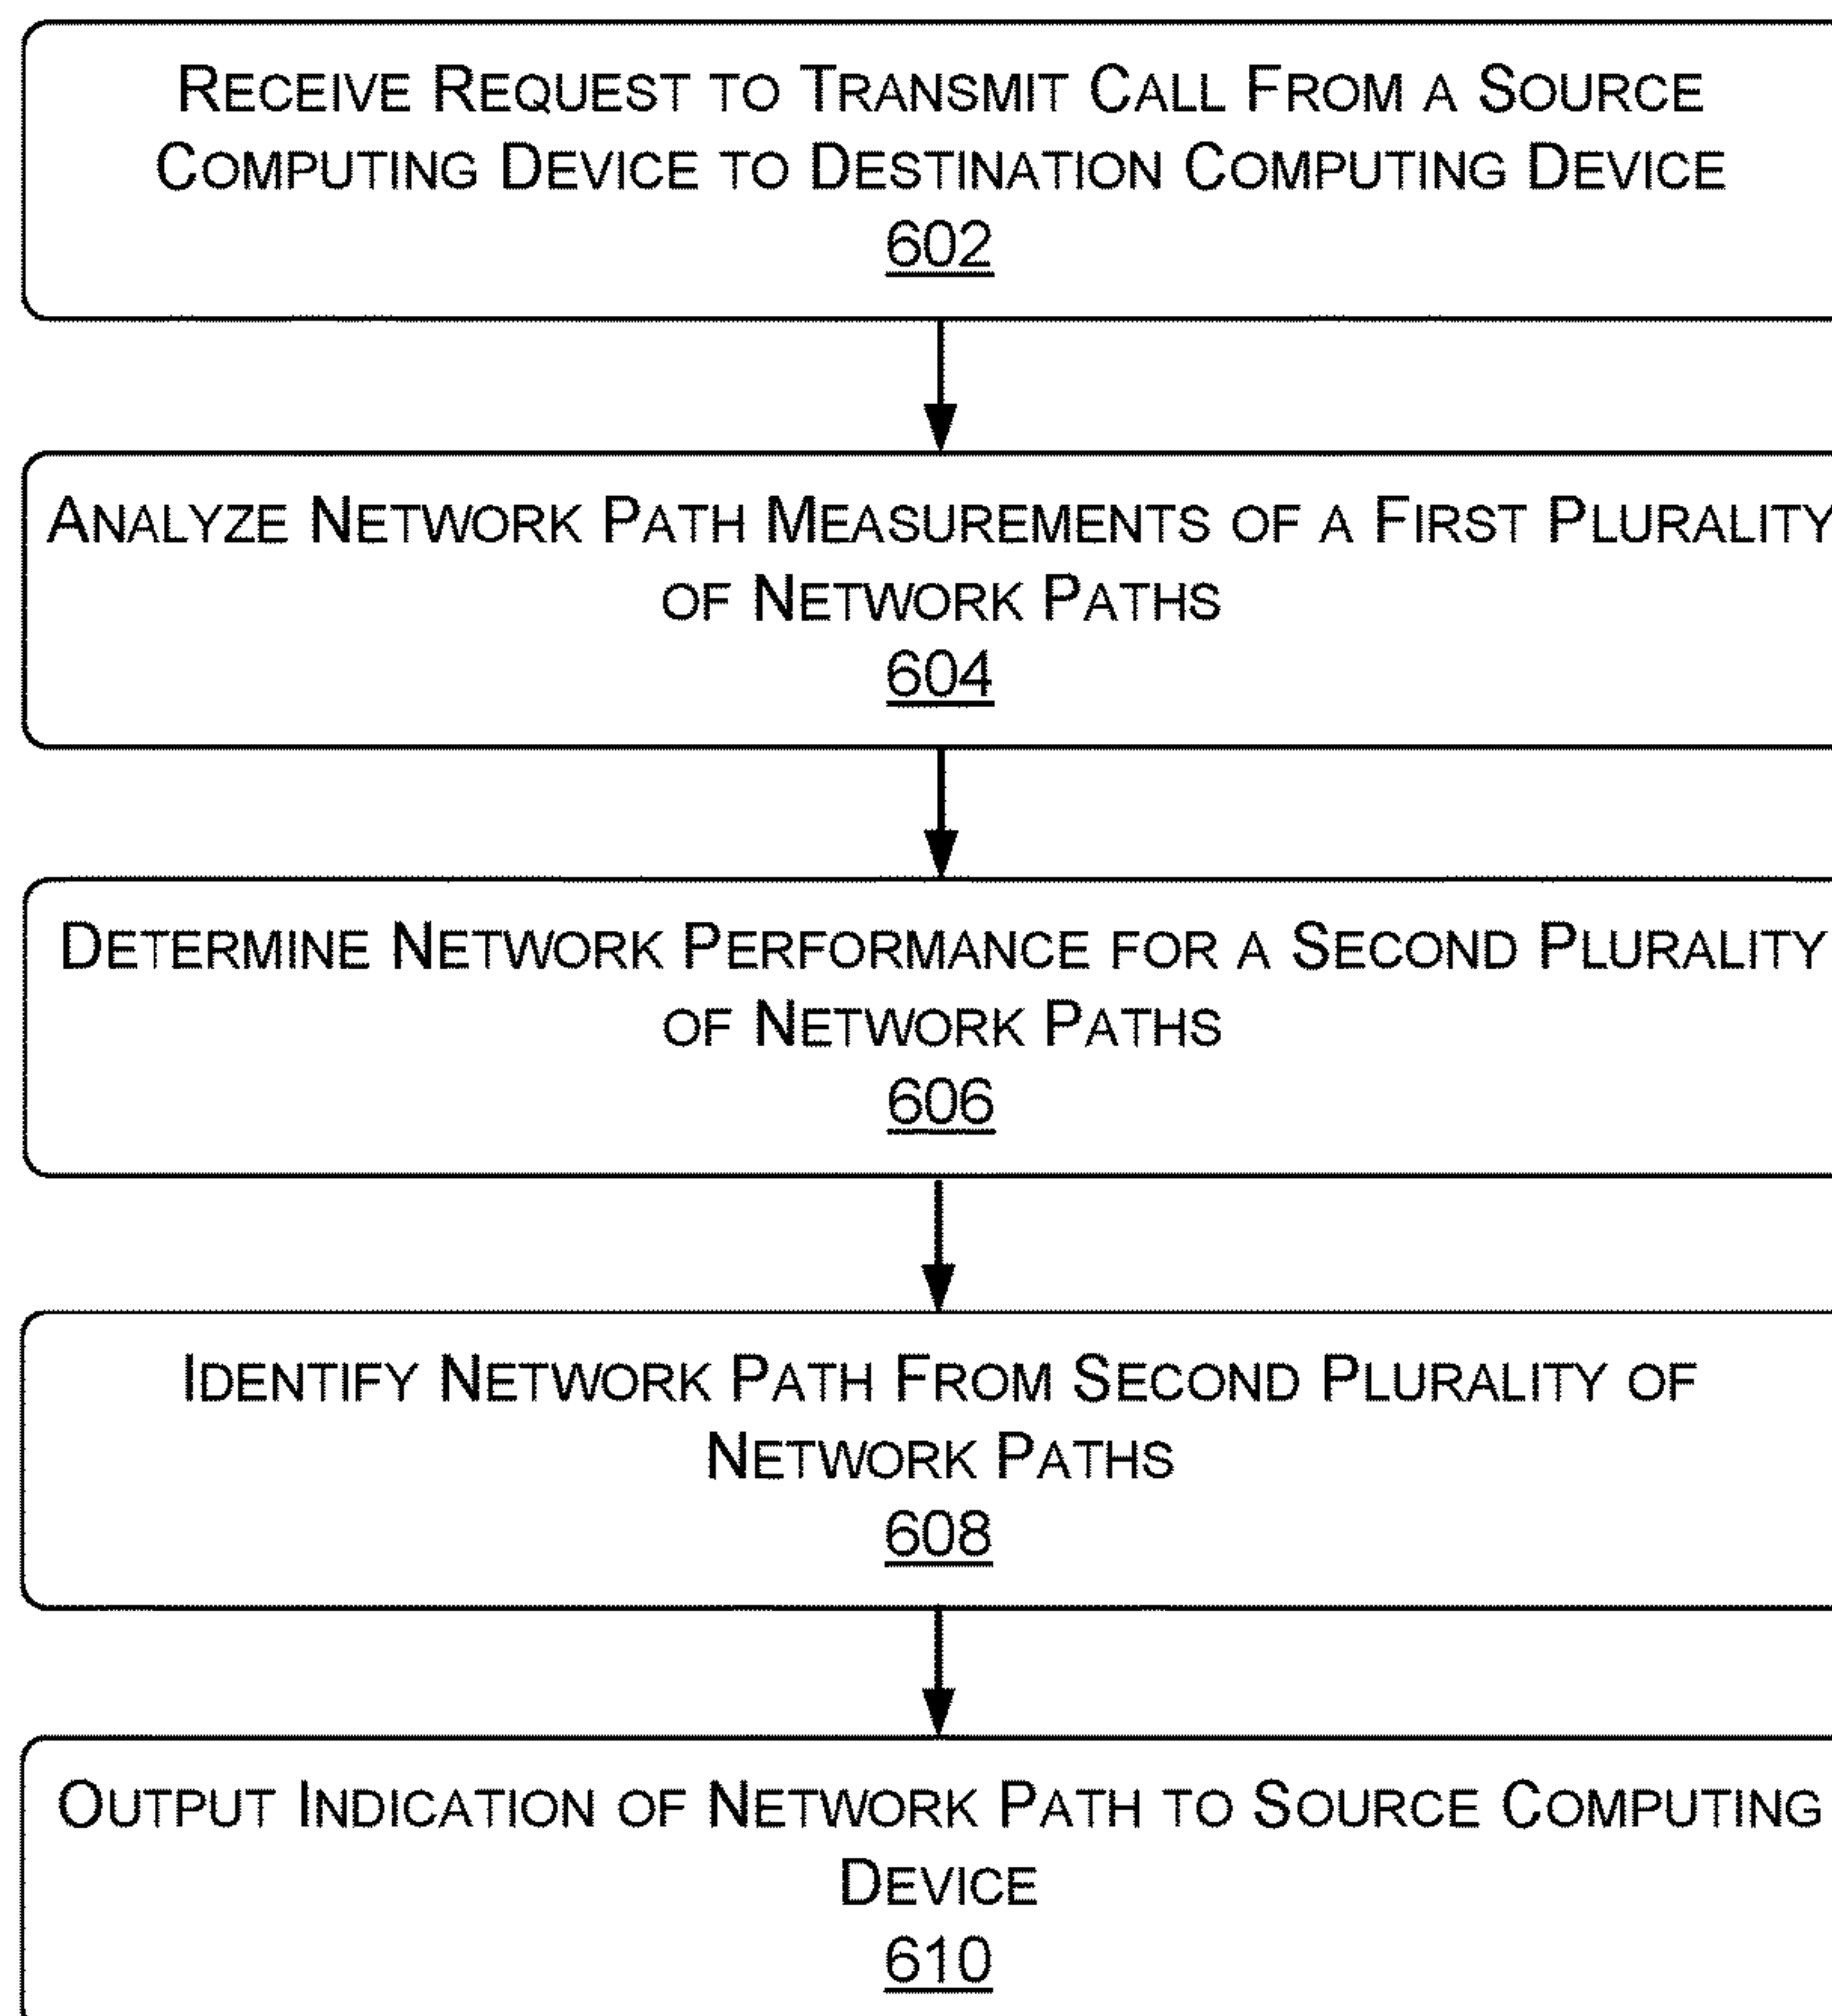 RECEIVE REQUEST TO TRANSMIT CALL FROM A SOURCE
COMPUTING DEVICE TO DESTINATION COMPUTING DEVICE
602
ANALYZE NETWORK PATH MEASUREMENTS OF A FIRST PLURALITY
OF NETWORK PATHS
604
DETERMINE NETWORK PERFORMANCE FOR A SECOND PLURALITY
OF NETWORK PATHS
606
IDENTIFY NETWORK PATH FROM SECOND PLURALITY OF
NETWORK PATHS
608
OUTPUT INDICATION OF NETWORK PATH TO SOURCE COMPUTING
DEVICE
610